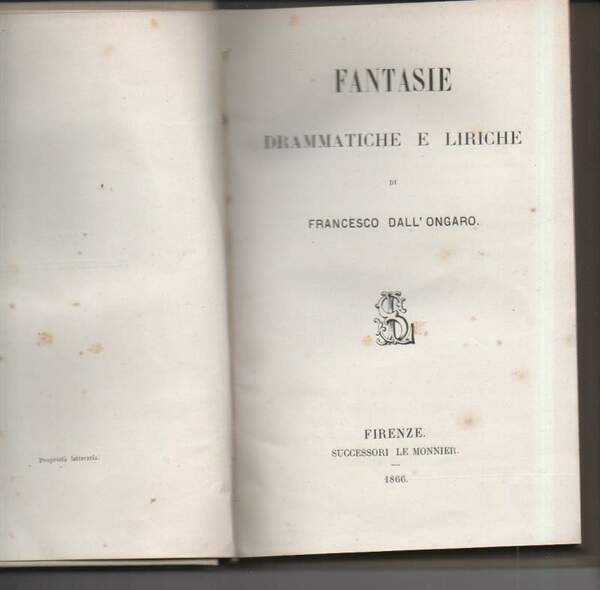 Proprietà letteraria.
FANTASIE
DRAMMATICHE E LIRICHE
DI
FRANCESCO DALL'ONGARO.
FIRENZE.
SUCCESSORI LE MONNIER.
1866.